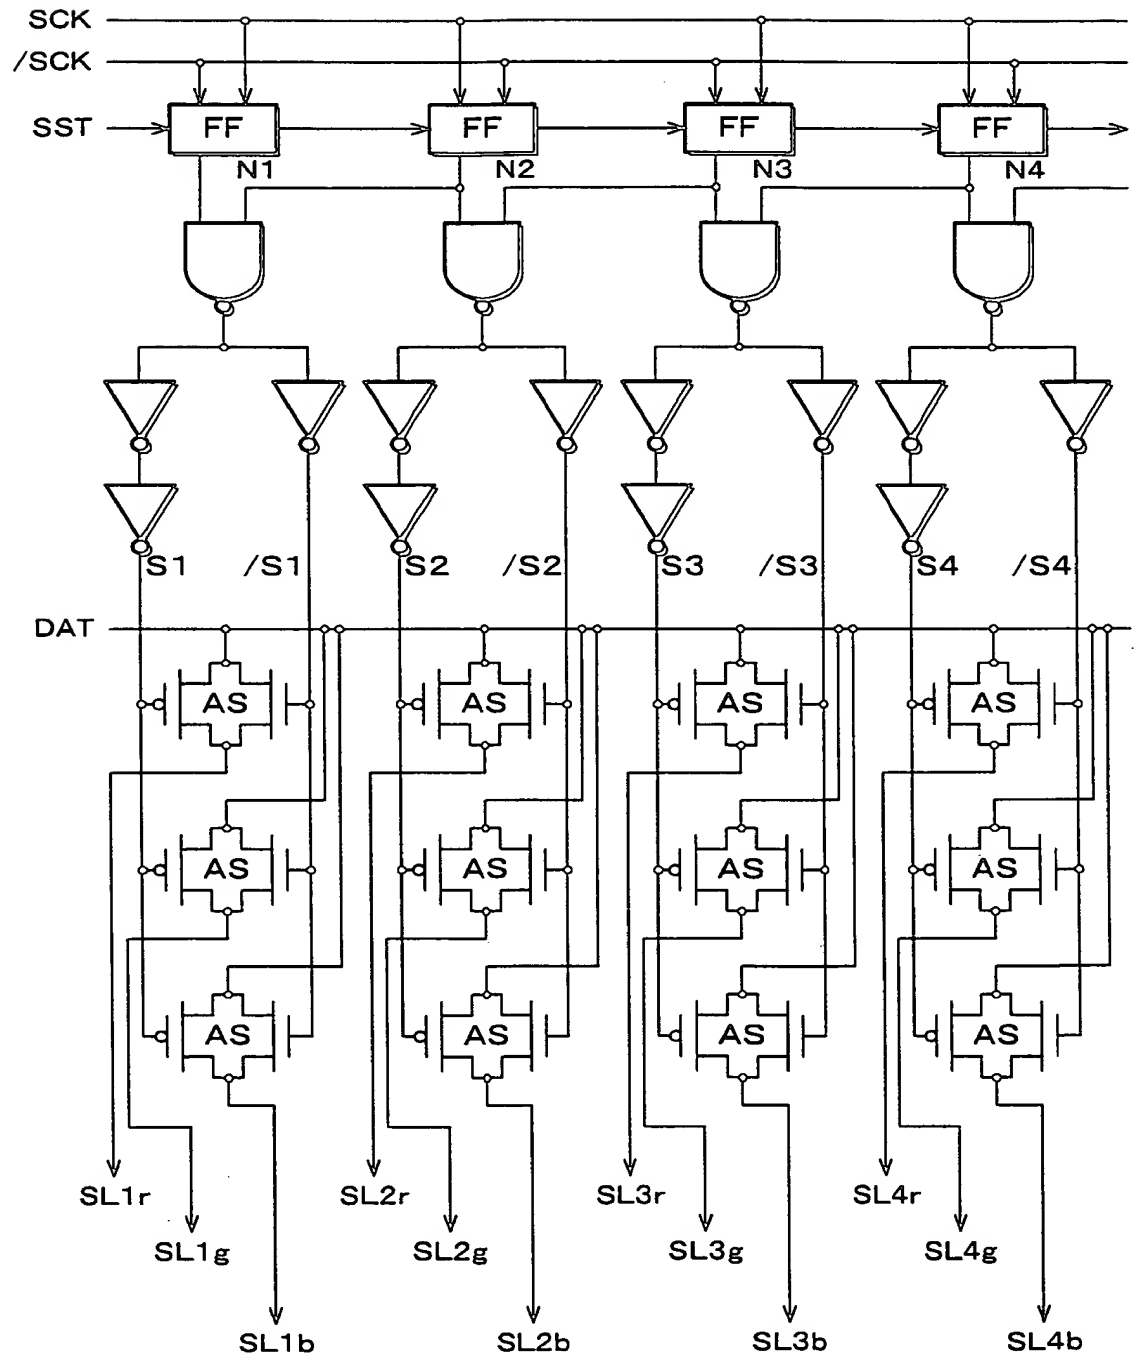 SCK
/SCK
SST FF FF FF FF
N1 N2 N3 N4
S1 /S1 S2 /S2 S3 /S3 S4 /S4
DAT
AS AS AS AS
AS AS AS AS
AS AS AS AS
SL1r SL2r SL3r SL4r
SL1g SL2g SL3g SL4g
SL1b SL2b SL3b SL4b